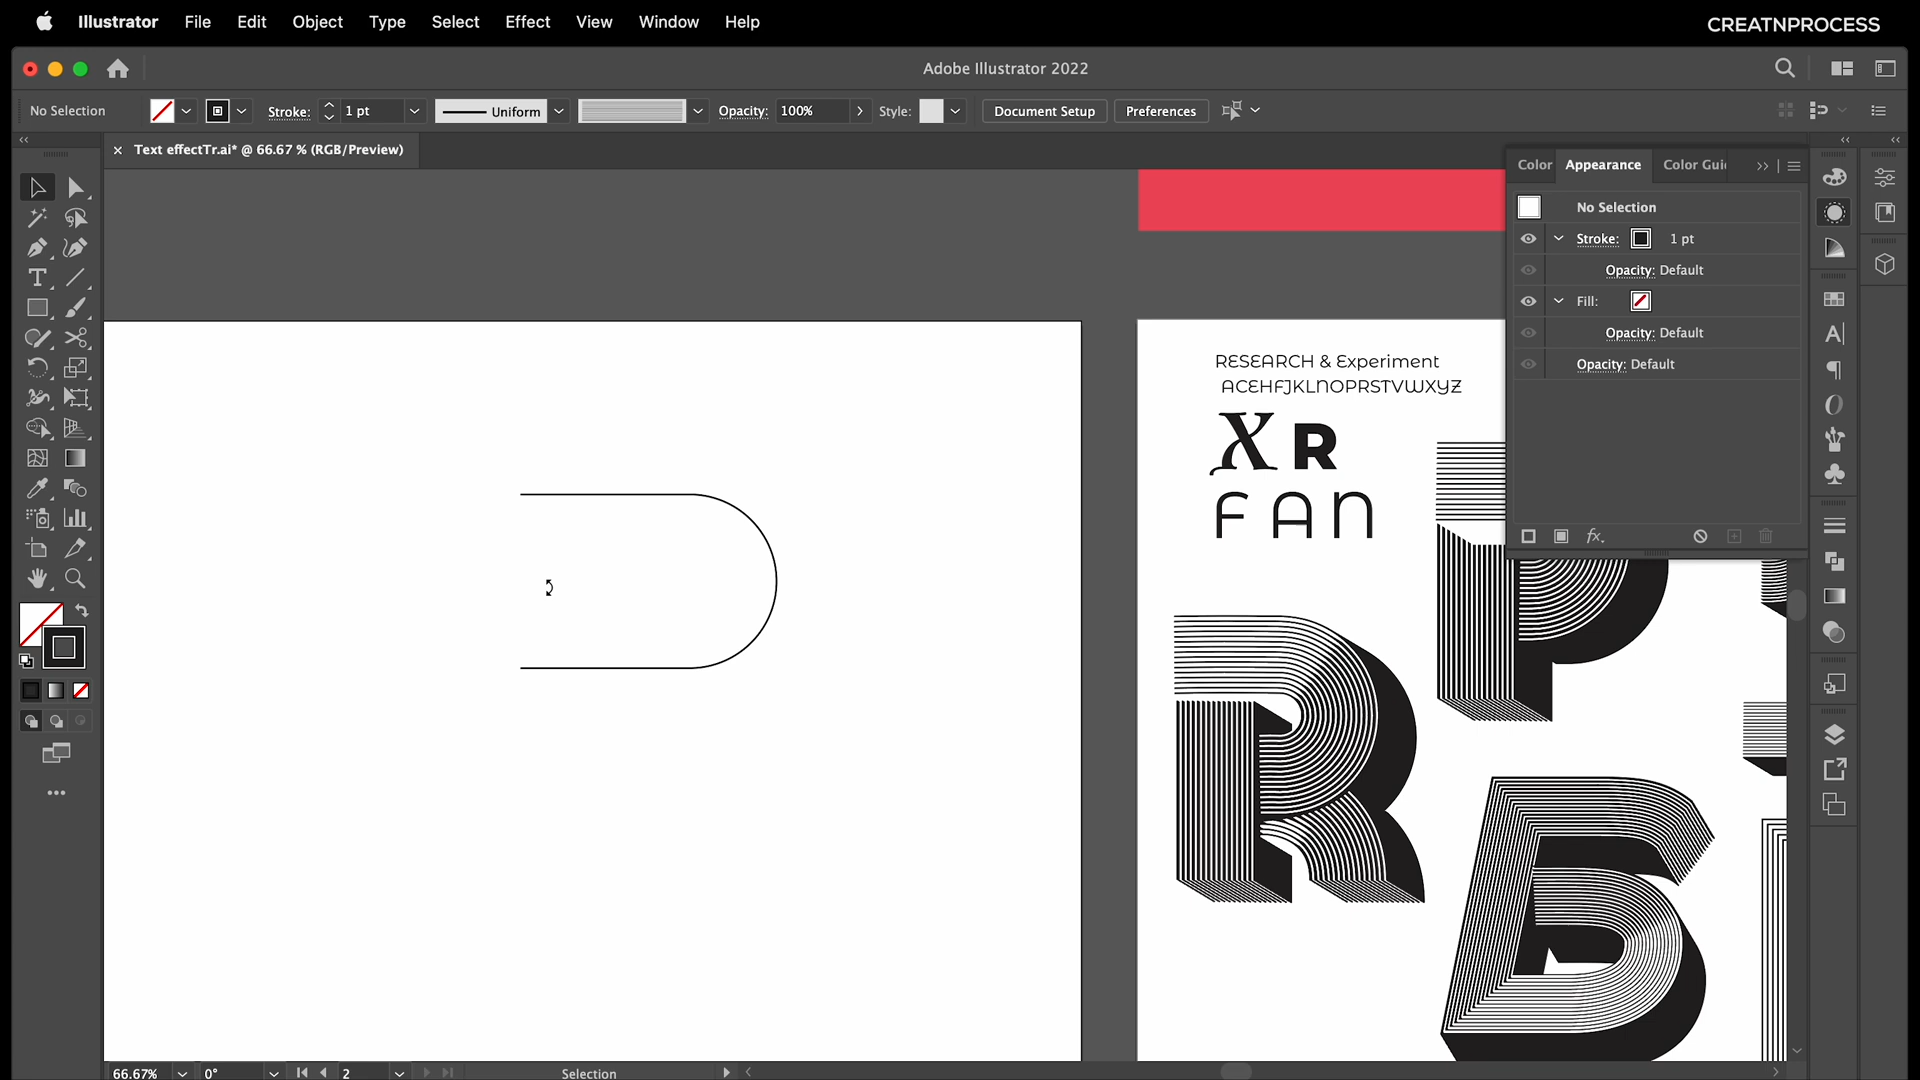 Illustrator File Edit Object Type Select Effect View Window Help
CREATNPROCESS
Adobe Illustrator 2022
No Selection Stroke: 1 pt Uniform Opacity: 100% Style: Document Setup Preferences
× Text effectTr.ai* @ 66.67 % (RGB/Preview)
Color Appearance Color Gui
No Selection
Stroke: 1 pt
Opacity: Default
Fill:
Opacity: Default
Opacity: Default
fx.
RESEARCH & Experiment
ACEHFJKLNOPRSTVWXYZ
X R
F A N
P
R
B
66.67% 0° 2 Selection